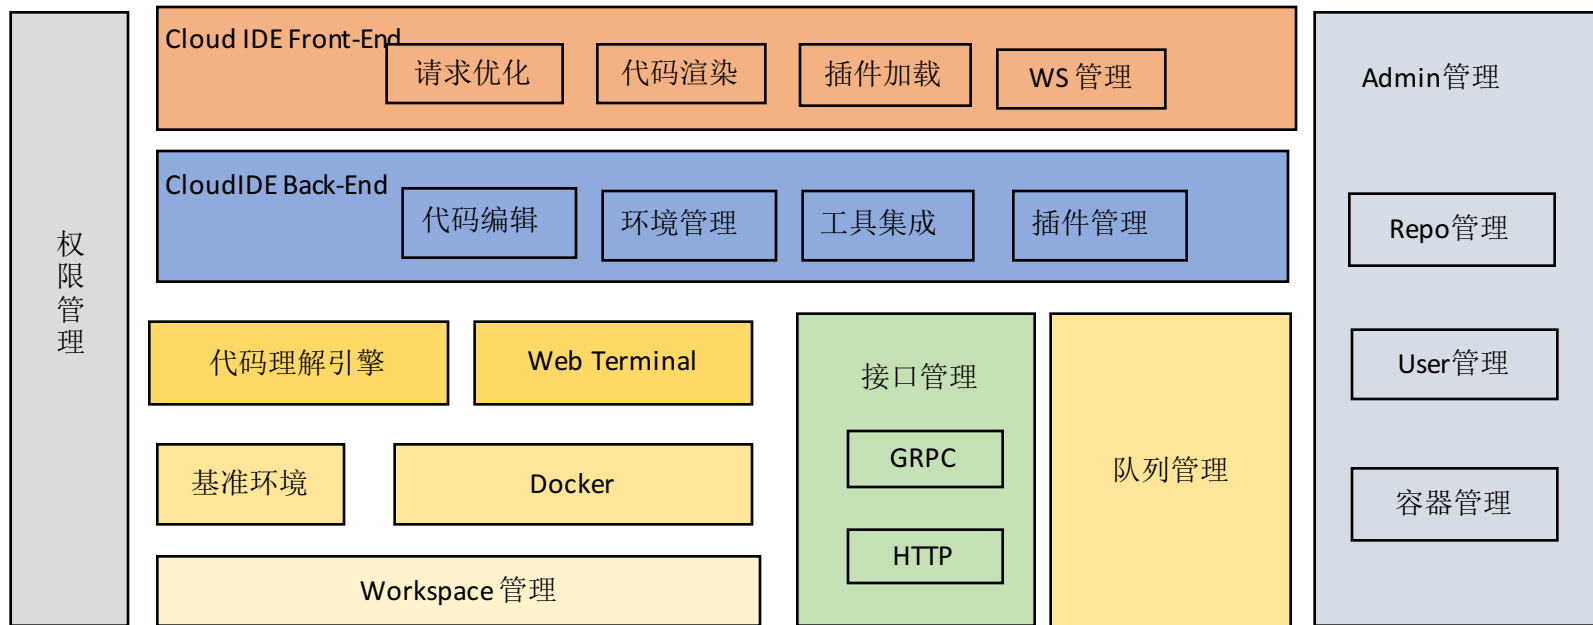 权限管理
Cloud IDE Front-End
请求优化
代码渲染
插件加载
WS 管理
CloudIDE Back-End
代码编辑
环境管理
工具集成
插件管理
代码理解引擎
Web Terminal
基准环境
Docker
Workspace 管理
接口管理
GRPC
HTTP
队列管理
Admin管理
Repo管理
User管理
容器管理